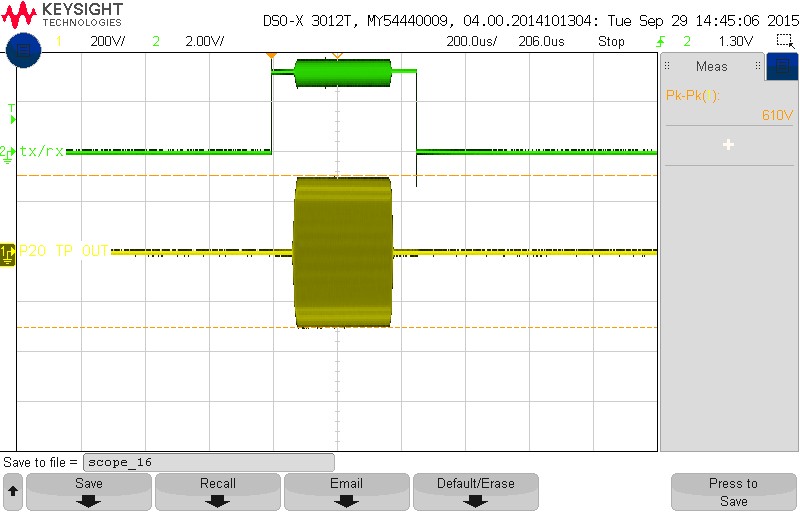 KEYSIGHT
TECHNOLOGIES
DSO-X 3012T, MY54440009, 04.00.2014101304: Tue Sep 29 14:45:06 2015
1 200V/ 2 2.00V/ 200.0us/ 206.0us Stop 2 1.30V
Meas
Pk-Pk(1):
610V
T
2 tx/rx
1 P20 TP OUT
Save to file = scope_16
Save Recall Email Default/Erase Press to Save